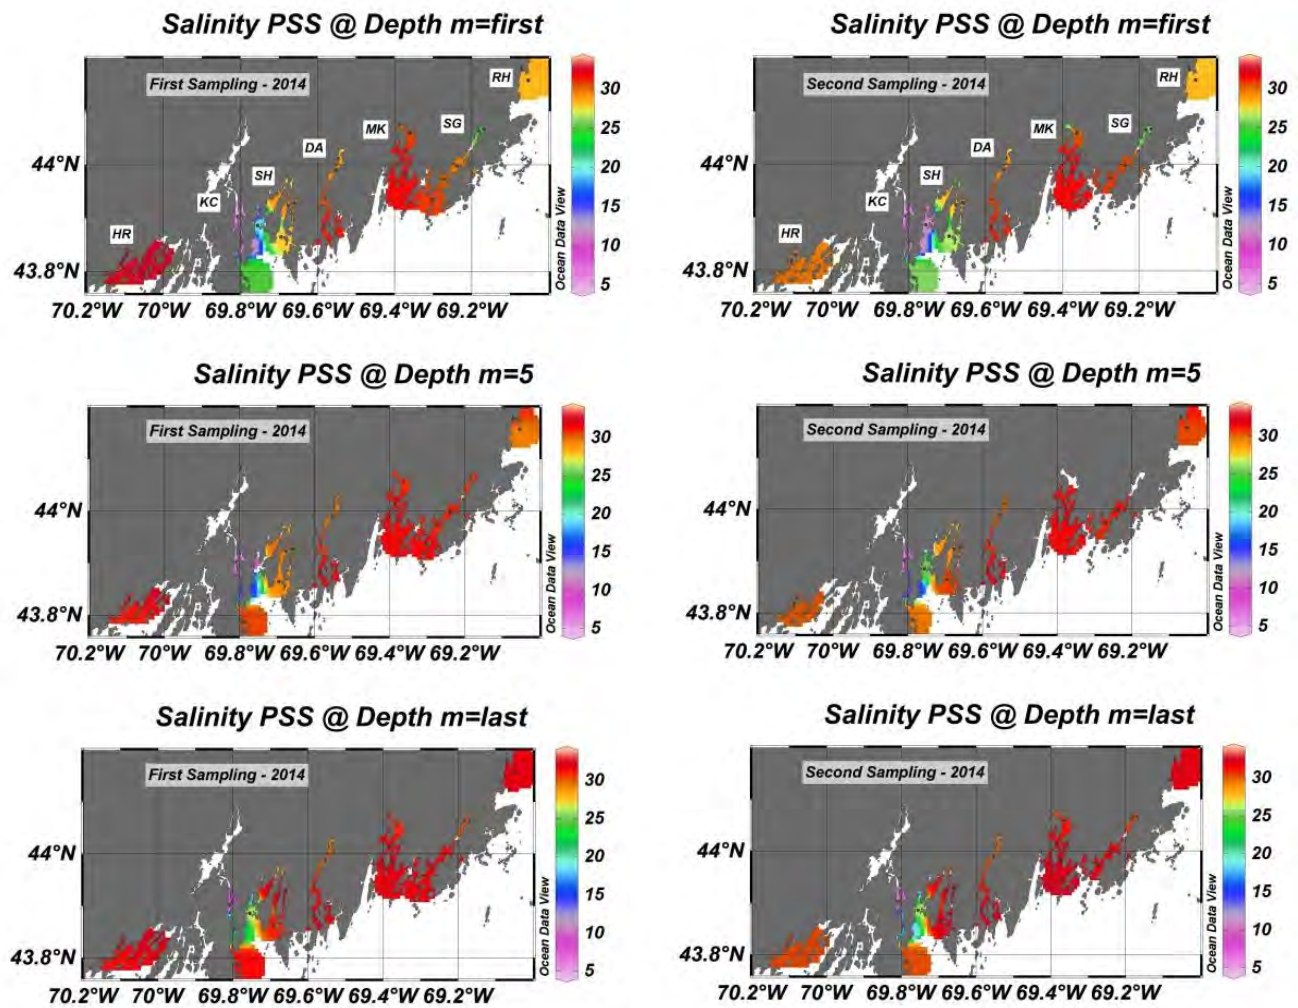 Salinity PSS @ Depth m=first
First Sampling - 2014
RH
MK
SG
DA
SH
KC
HR
44°N
43.8°N
70.2°W 70°W 69.8°W 69.6°W 69.4°W 69.2°W
Ocean Data View
30
25
20
15
10
5
Salinity PSS @ Depth m=first
Second Sampling - 2014
RH
MK
SG
DA
SH
KC
HR
44°N
43.8°N
70.2°W 70°W 69.8°W 69.6°W 69.4°W 69.2°W
Ocean Data View
30
25
20
15
10
5
Salinity PSS @ Depth m=5
First Sampling - 2014
44°N
43.8°N
70.2°W 70°W 69.8°W 69.6°W 69.4°W 69.2°W
Ocean Data View
30
25
20
15
10
5
Salinity PSS @ Depth m=5
Second Sampling - 2014
44°N
43.8°N
70.2°W 70°W 69.8°W 69.6°W 69.4°W 69.2°W
Ocean Data View
30
25
20
15
10
5
Salinity PSS @ Depth m=last
First Sampling - 2014
44°N
43.8°N
70.2°W 70°W 69.8°W 69.6°W 69.4°W 69.2°W
Ocean Data View
30
25
20
15
10
5
Salinity PSS @ Depth m=last
Second Sampling - 2014
44°N
43.8°N
70.2°W 70°W 69.8°W 69.6°W 69.4°W 69.2°W
Ocean Data View
30
25
20
15
10
5